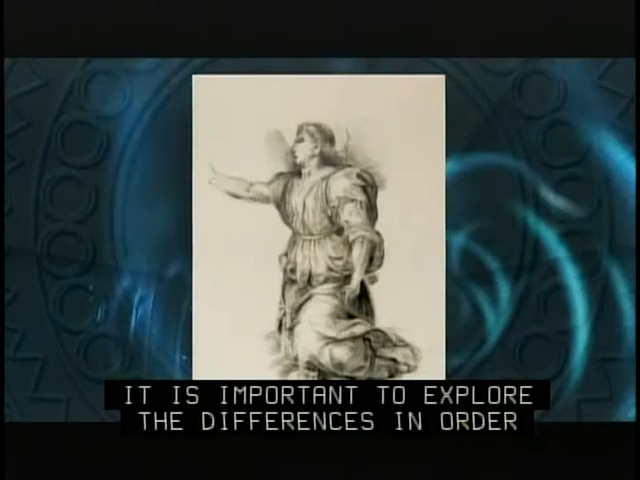 IT IS IMPORTANT TO EXPLORE
THE DIFFERENCES IN ORDER